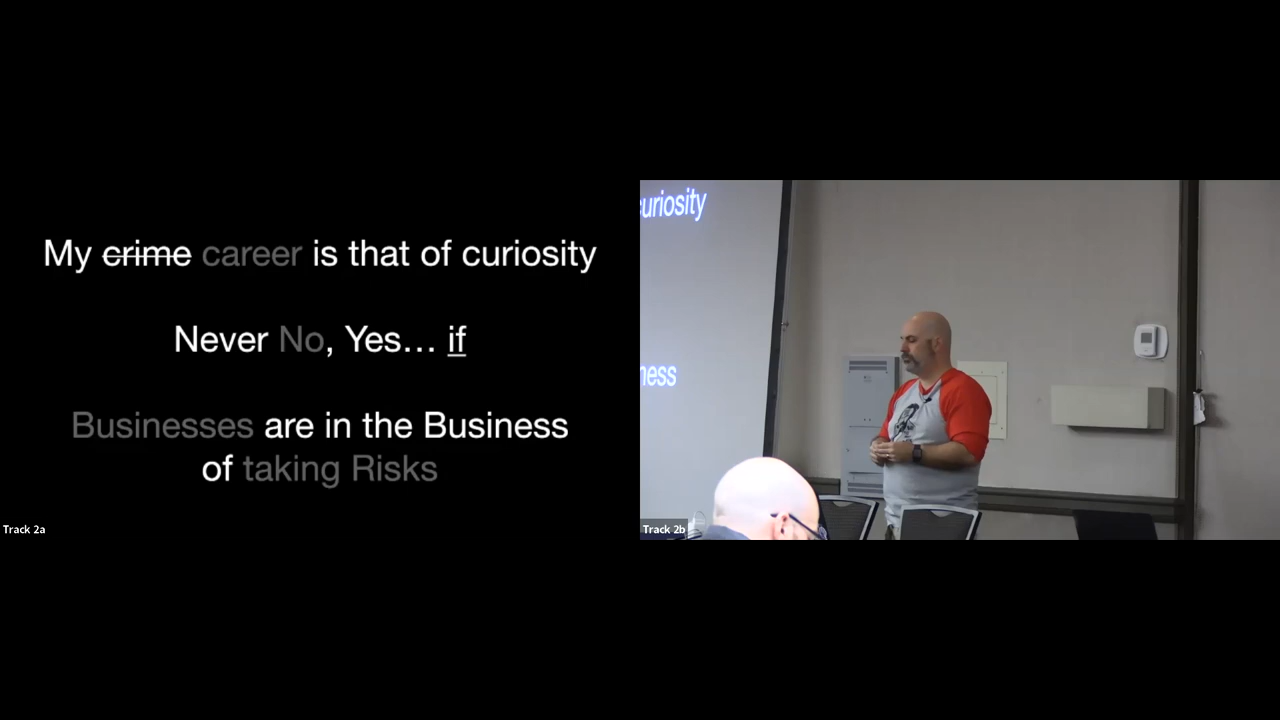 My crime career is that of curiosity
Never No, Yes... if
Businesses are in the Business
of taking Risks
Track 2a
uriosity
ness
Track 2b